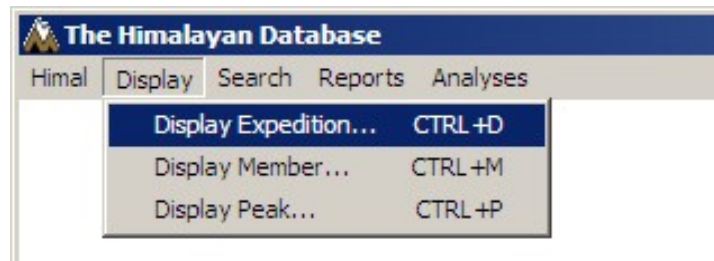 The Himalayan Database
Himal Display Search Reports Analyses
Display Expedition... CTRL+D
Display Member... CTRL+M
Display Peak... CTRL+P